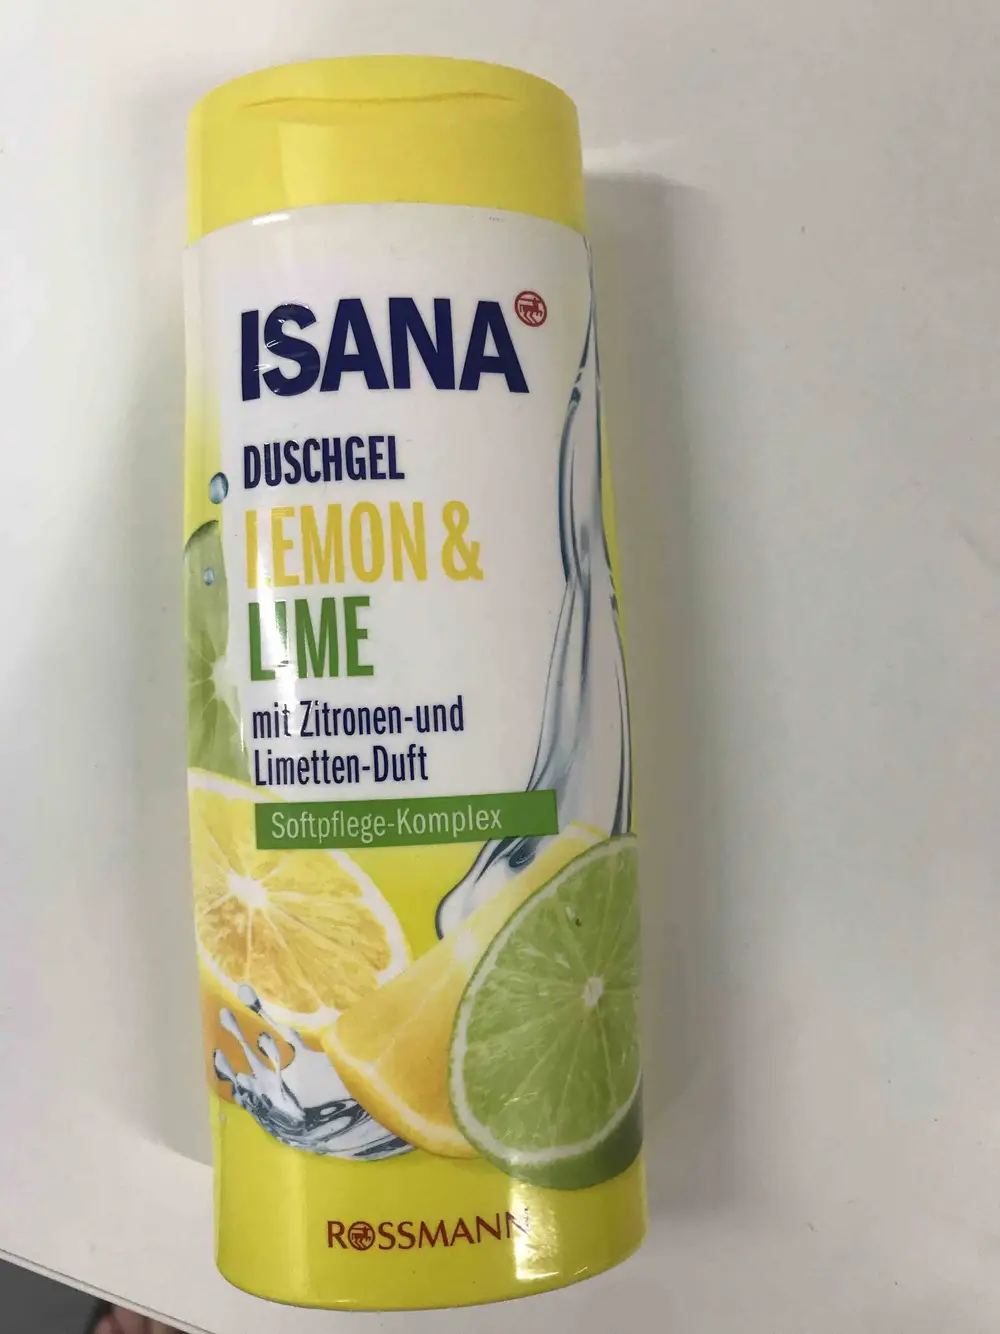 ISANA
DUSCHGEL
LEMON &
LIME
mit Zitronen-und
Limetten-Duft
Softpflege-Komplex
ROSSMANN